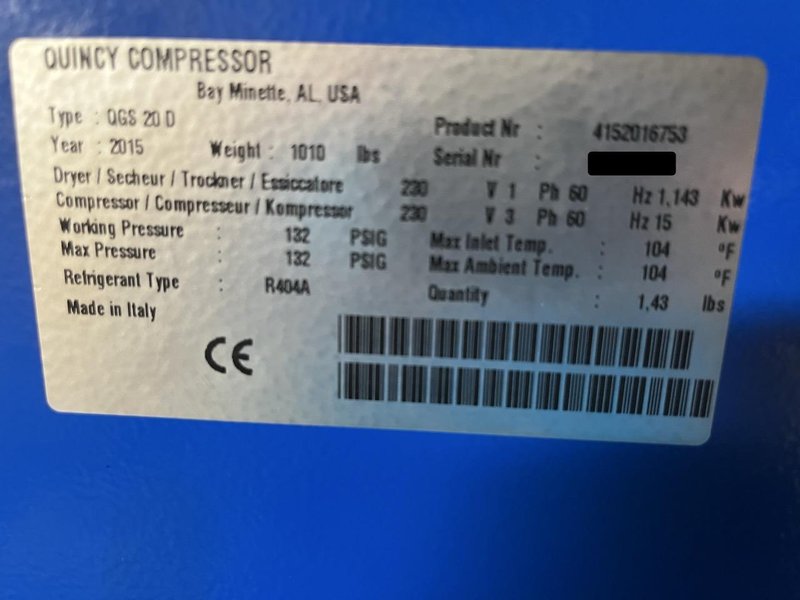 QUINCY COMPRESSOR
Bay Minette, AL, USA
Type : QGS 20 D
Product Nr : 4152016753
Year : 2015 Weight : 1010 lbs
Serial Nr :
Dryer / Secheur / Trockner / Essiccatore 230 V 1 Ph 60 Hz 1,143 Kw
Compressor / Compresseur / Kompressor 230 V 3 Ph 60 Hz 15 Kw
Working Pressure : 132 PSIG Max Inlet Temp. : 104 °F
Max Pressure : 132 PSIG Max Ambient Temp. : 104 °F
Refrigerant Type : R404A Quantity : 1,43 lbs
Made in Italy
CE